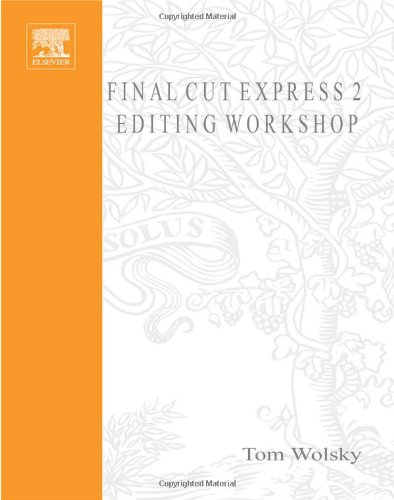 Copyrighted Material
ELSEVIER
FINAL CUT EXPRESS 2
EDITING WORKSHOP
SOLUS
Tom Wolsky
Copyrighted Material